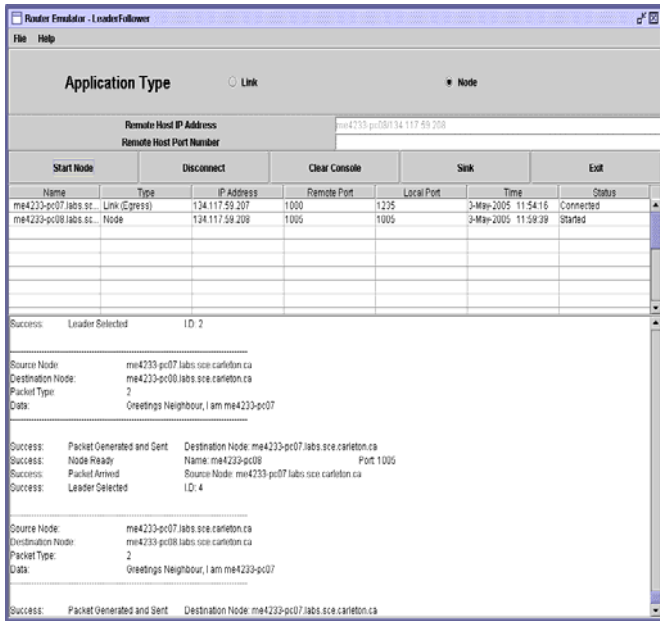 Router Emulator - LeaderFollower
File Help
Application Type Link Node
Remote Host IP Address me4233-pc08/134.117.59.208
Remote Host Port Number
Start Node Disconnect Clear Console Sink Exit
Name Type IP Address Remote Port Local Port Time Status
me4233-pc07.labs.sc... Link (Egress) 134.117.59.207 1000 1235 3-May-2005 11:54:16 Connected
me4233-pc08.labs.sc... Node 134.117.59.208 1005 1005 3-May-2005 11:59:39 Started
Success: Leader Selected I.D: 2
Source Node: me4233-pc07.labs.sce.carleton.ca
Destination Node: me4233-pc08.labs.sce.carleton.ca
Packet Type: 2
Data: Greetings Neighbour, I am me4233-pc07
Success: Packet Generated and Sent Destination Node: me4233-pc07.labs.sce.carleton.ca
Success: Node Ready Name: me4233-pc08 Port: 1005
Success: Packet Arrived Source Node: me4233-pc07.labs.sce.carleton.ca
Success: Leader Selected I.D: 4
Source Node: me4233-pc07.labs.sce.carleton.ca
Destination Node: me4233-pc08.labs.sce.carleton.ca
Packet Type: 2
Data: Greetings Neighbour, I am me4233-pc07
Success: Packet Generated and Sent Destination Node: me4233-pc07.labs.sce.carleton.ca